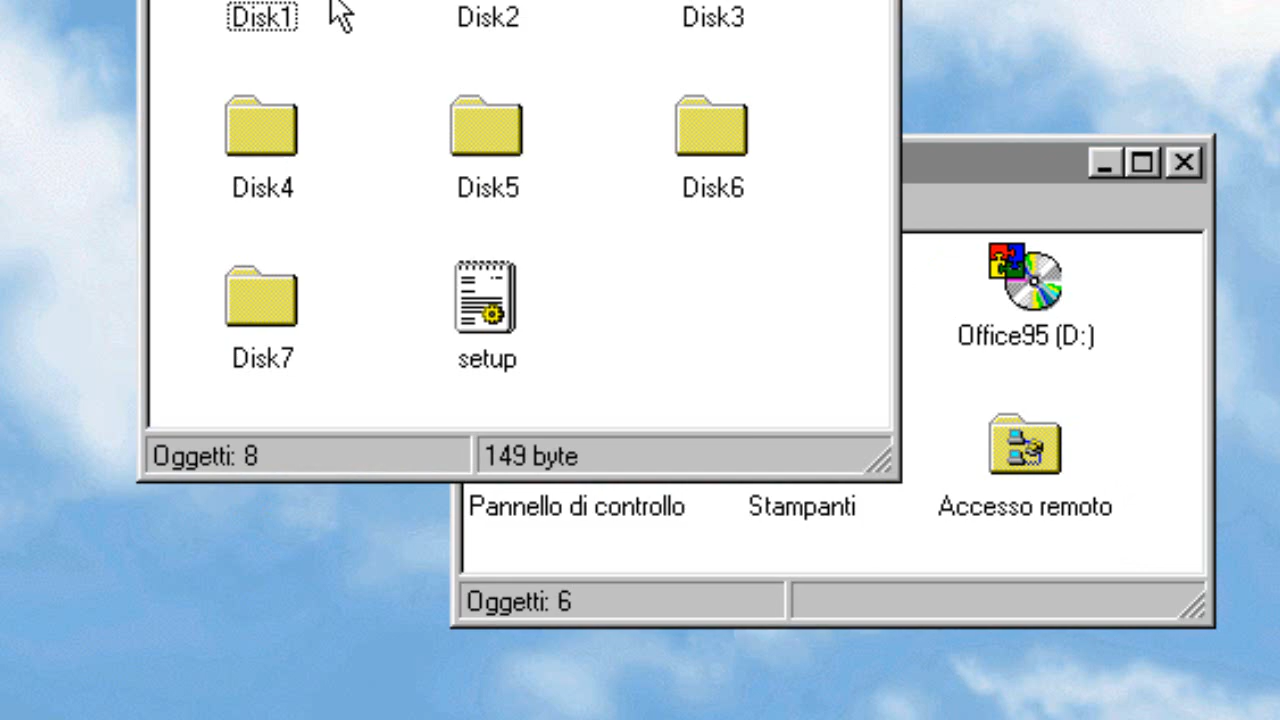 Disk1 Disk2 Disk3
Disk4 Disk5 Disk6
Disk7 setup
Oggetti: 8 149 byte
Office95 (D:)
Pannello di controllo Stampanti Accesso remoto
Oggetti: 6